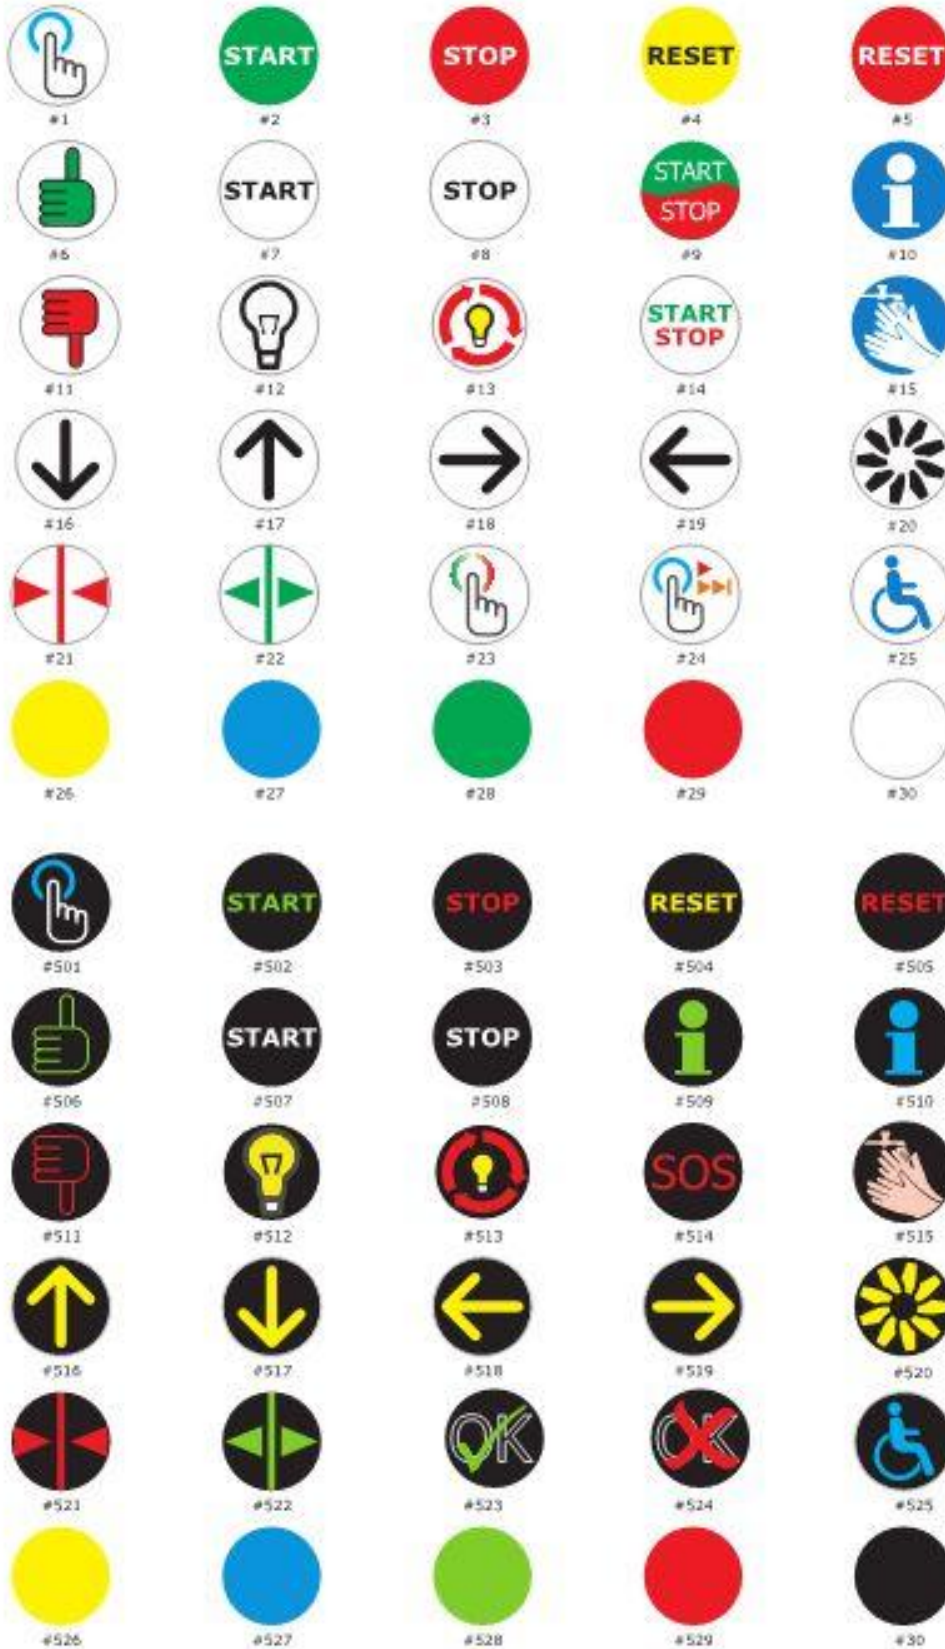 START STOP RESET RESET
#1 #2 #3 #4 #5
START STOP START
STOP
#6 #7 #8 #9 #10
START
STOP
#11 #12 #13 #14 #15
#16 #17 #18 #19 #20
#21 #22 #23 #24 #25
#26 #27 #28 #29 #30
START STOP RESET RESET
#501 #502 #503 #504 #505
START STOP
#506 #507 #508 #509 #510
SOS
#511 #512 #513 #514 #515
#516 #517 #518 #519 #520
OK OK
#521 #522 #523 #524 #525
#526 #527 #528 #529 #30